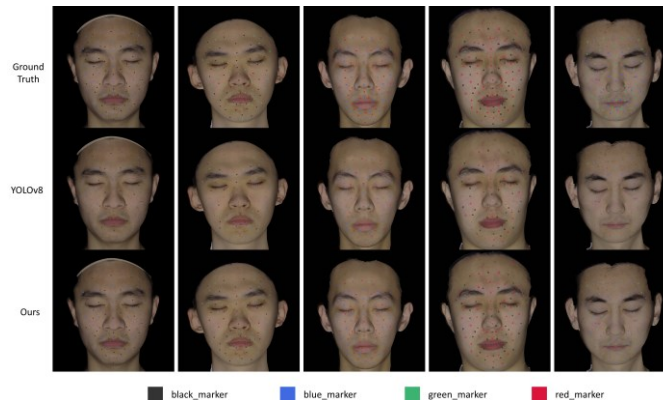 Ground
Truth
YOLOv8
Ours
black_marker
blue_marker
green_marker
red_marker